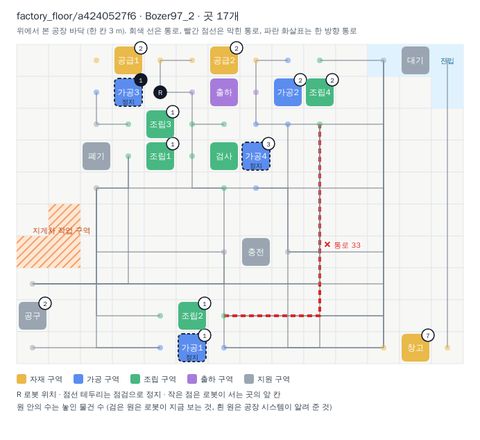 factory_floor/a4240527f6 · Bozer97_2 · 곳 17개
위에서 본 공장 바닥 (한 칸 3 m). 회색 선은 통로, 빨간 점선은 막힌 통로, 파란 화살표는 한 방향 통로
공급1 2
공급2 2
대기
진입
가공3 1
정지
R
출하
가공2 2
조립4 2
조립3 1
폐기
조립1 1
검사
가공4 3
정지
지게차 작업 구역
충전
통로 33
공구 2
조립2 1
가공1 1
정지
창고 7
자재 구역
가공 구역
조립 구역
출하 구역
지원 구역
R 로봇 위치 · 점선 테두리는 점검으로 정지 · 작은 점은 로봇이 서는 곳의 앞 칸
원 안의 수는 놓인 물건 수 (검은 원은 로봇이 지금 보는 것, 흰 원은 공장 시스템이 알려 준 것)